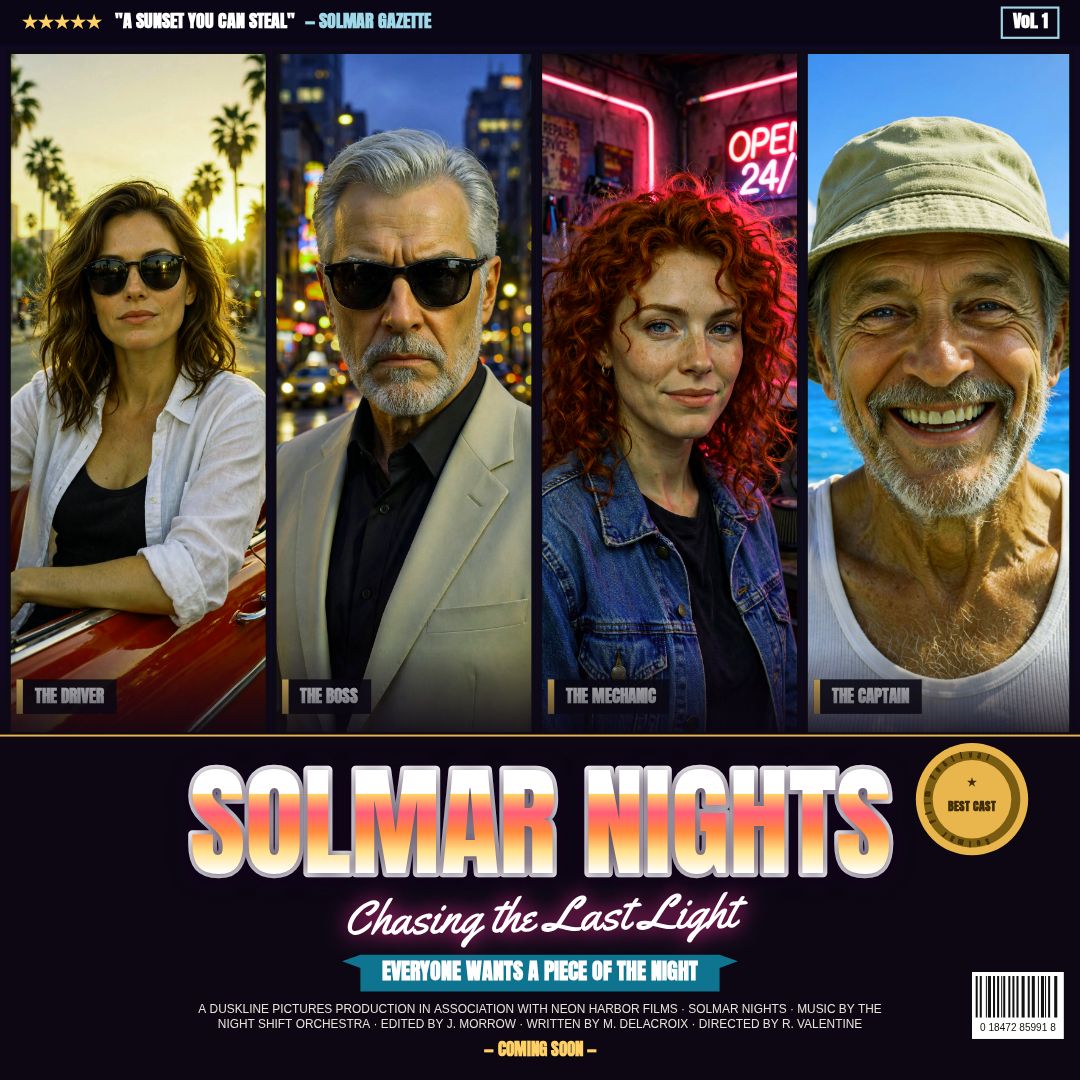 ★★★★★ "A SUNSET YOU CAN STEAL" – SOLMAR GAZETTE
VOL. 1
REPAIRS
OPEN
24/
THE DRIVER
THE BOSS
THE MECHANIC
THE CAPTAIN
SOLMAR NIGHTS
★
BEST CAST
Chasing the Last Light
EVERYONE WANTS A PIECE OF THE NIGHT
A DUSKLINE PICTURES PRODUCTION IN ASSOCIATION WITH NEON HARBOR FILMS · SOLMAR NIGHTS · MUSIC BY THE
NIGHT SHIFT ORCHESTRA · EDITED BY J. MORROW · WRITTEN BY M. DELACROIX · DIRECTED BY R. VALENTINE
– COMING SOON –
0 18472 85991 8